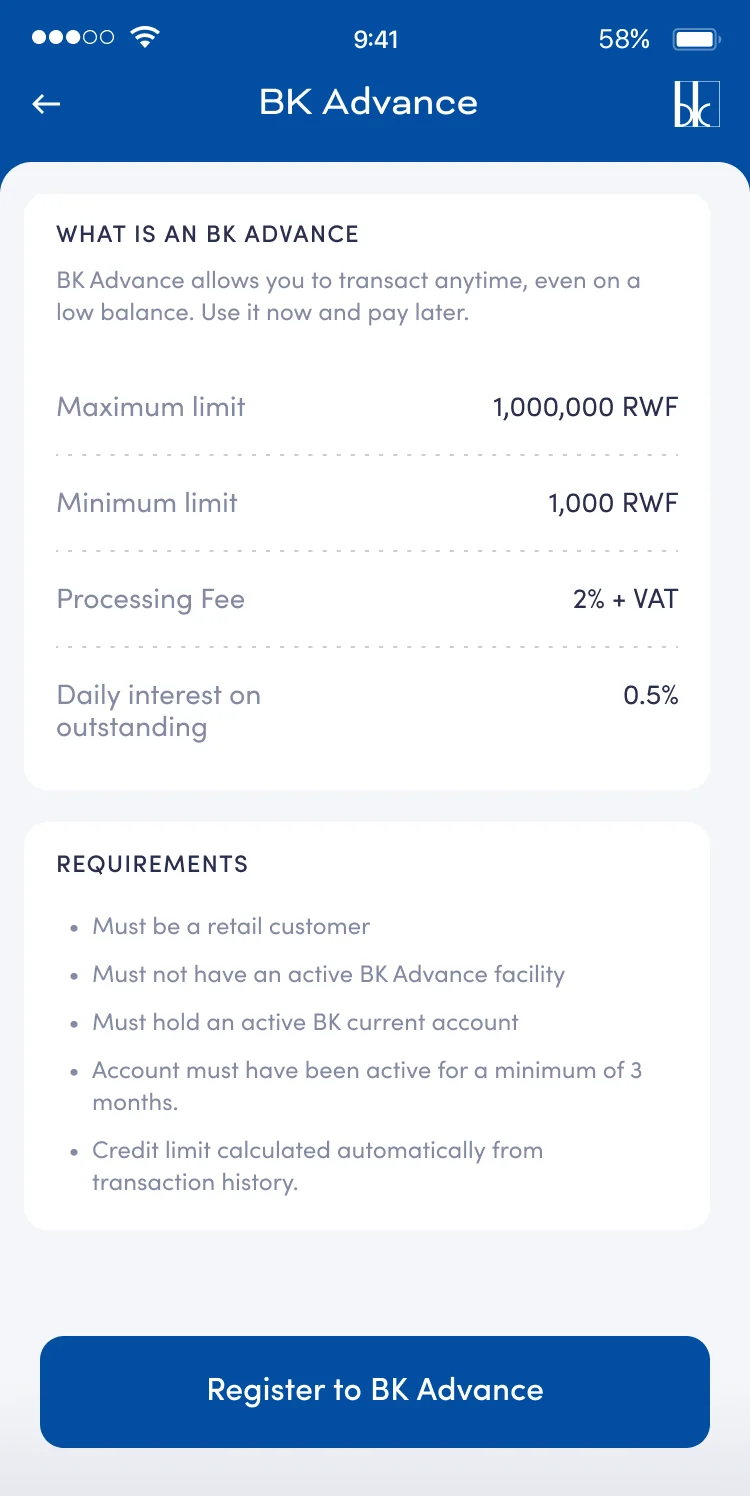 9:41
58%
BK Advance
bk
WHAT IS AN BK ADVANCE
BK Advance allows you to transact anytime, even on a
low balance. Use it now and pay later.
Maximum limit 1,000,000 RWF
Minimum limit 1,000 RWF
Processing Fee 2% + VAT
Daily interest on 0.5%
outstanding
REQUIREMENTS
• Must be a retail customer
• Must not have an active BK Advance facility
• Must hold an active BK current account
• Account must have been active for a minimum of 3
months.
• Credit limit calculated automatically from
transaction history.
Register to BK Advance